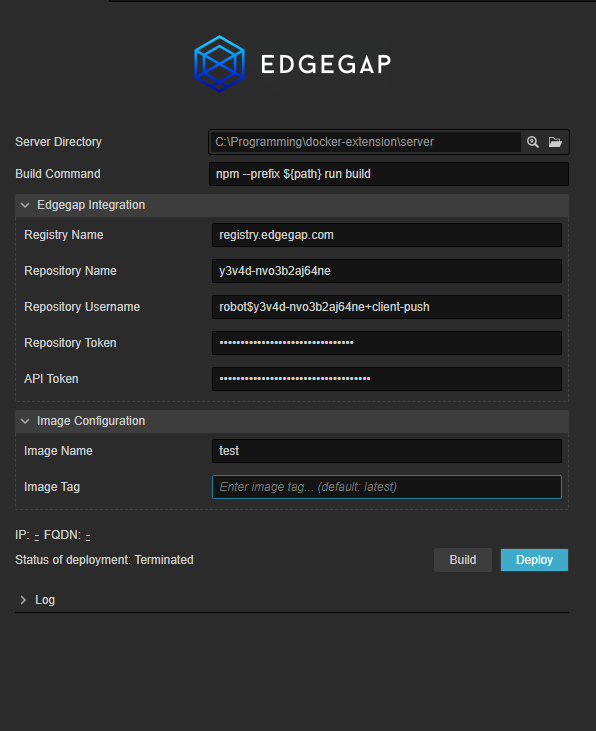 EDGEGAP
Server Directory C:\Programming\docker-extension\server
Build Command npm --prefix ${path} run build
Edgegap Integration
Registry Name registry.edgegap.com
Repository Name y3v4d-nvo3b2aj64ne
Repository Username robot$y3v4d-nvo3b2aj64ne+client-push
Repository Token ••••••••••••••••••••••••••••••••
API Token ••••••••••••••••••••••••••••••••••••
Image Configuration
Image Name test
Image Tag Enter image tag... (default: latest)
IP: - FQDN: -
Status of deployment: Terminated Build Deploy
Log